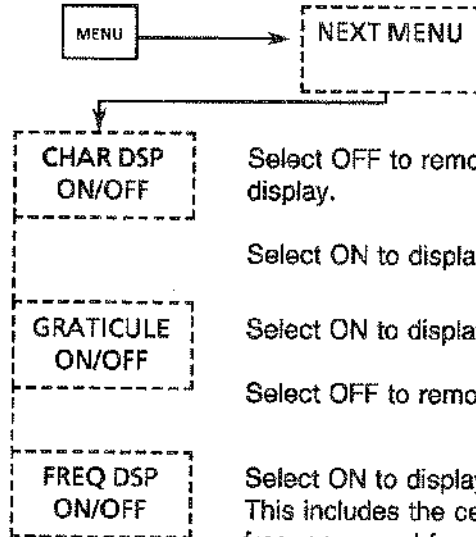 MENU
NEXT MENU
CHAR DSP
ON/OFF
Select OFF to remo
display.
Select ON to displa
GRATICULE
ON/OFF
Select ON to displa
Select OFF to remo
FREQ DSP
ON/OFF
Select ON to display
This includes the ce